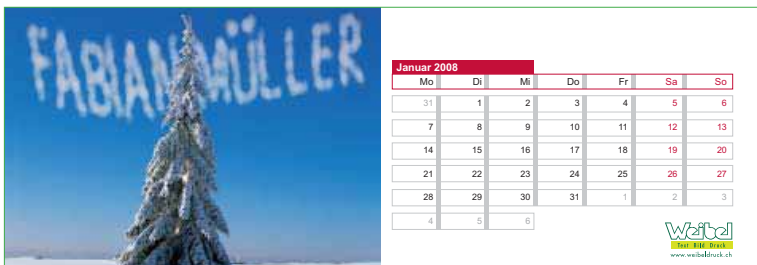 FABIAN MÜLLER
Januar 2008
Mo Di Mi Do Fr Sa So
31 1 2 3 4 5 6
7 8 9 10 11 12 13
14 15 16 17 18 19 20
21 22 23 24 25 26 27
28 29 30 31 1 2 3
4 5 6
Weibel
Text Bild Druck
www.weibeldruck.ch